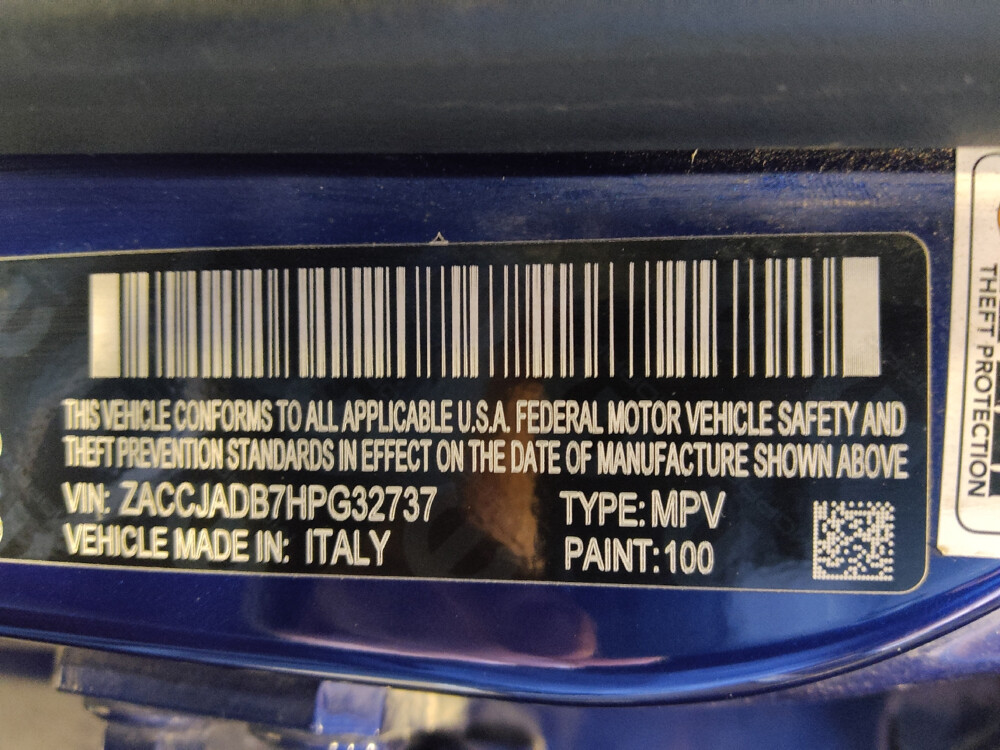 THIS VEHICLE CONFORMS TO ALL APPLICABLE U.S.A. FEDERAL MOTOR VEHICLE SAFETY AND
THEFT PREVENTION STANDARDS IN EFFECT ON THE DATE OF MANUFACTURE SHOWN ABOVE
VIN: ZACCJADB7HPG32737 TYPE: MPV
VEHICLE MADE IN: ITALY PAINT: 100
THEFT PROTECTION